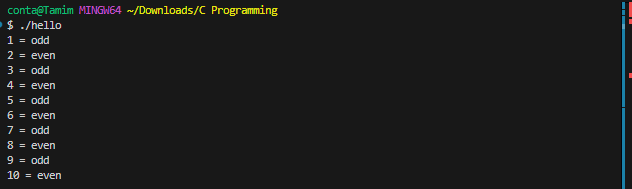 conta@Tamim MINGW64 ~/Downloads/C Programming
$ ./hello
1 = odd
2 = even
3 = odd
4 = even
5 = odd
6 = even
7 = odd
8 = even
9 = odd
10 = even